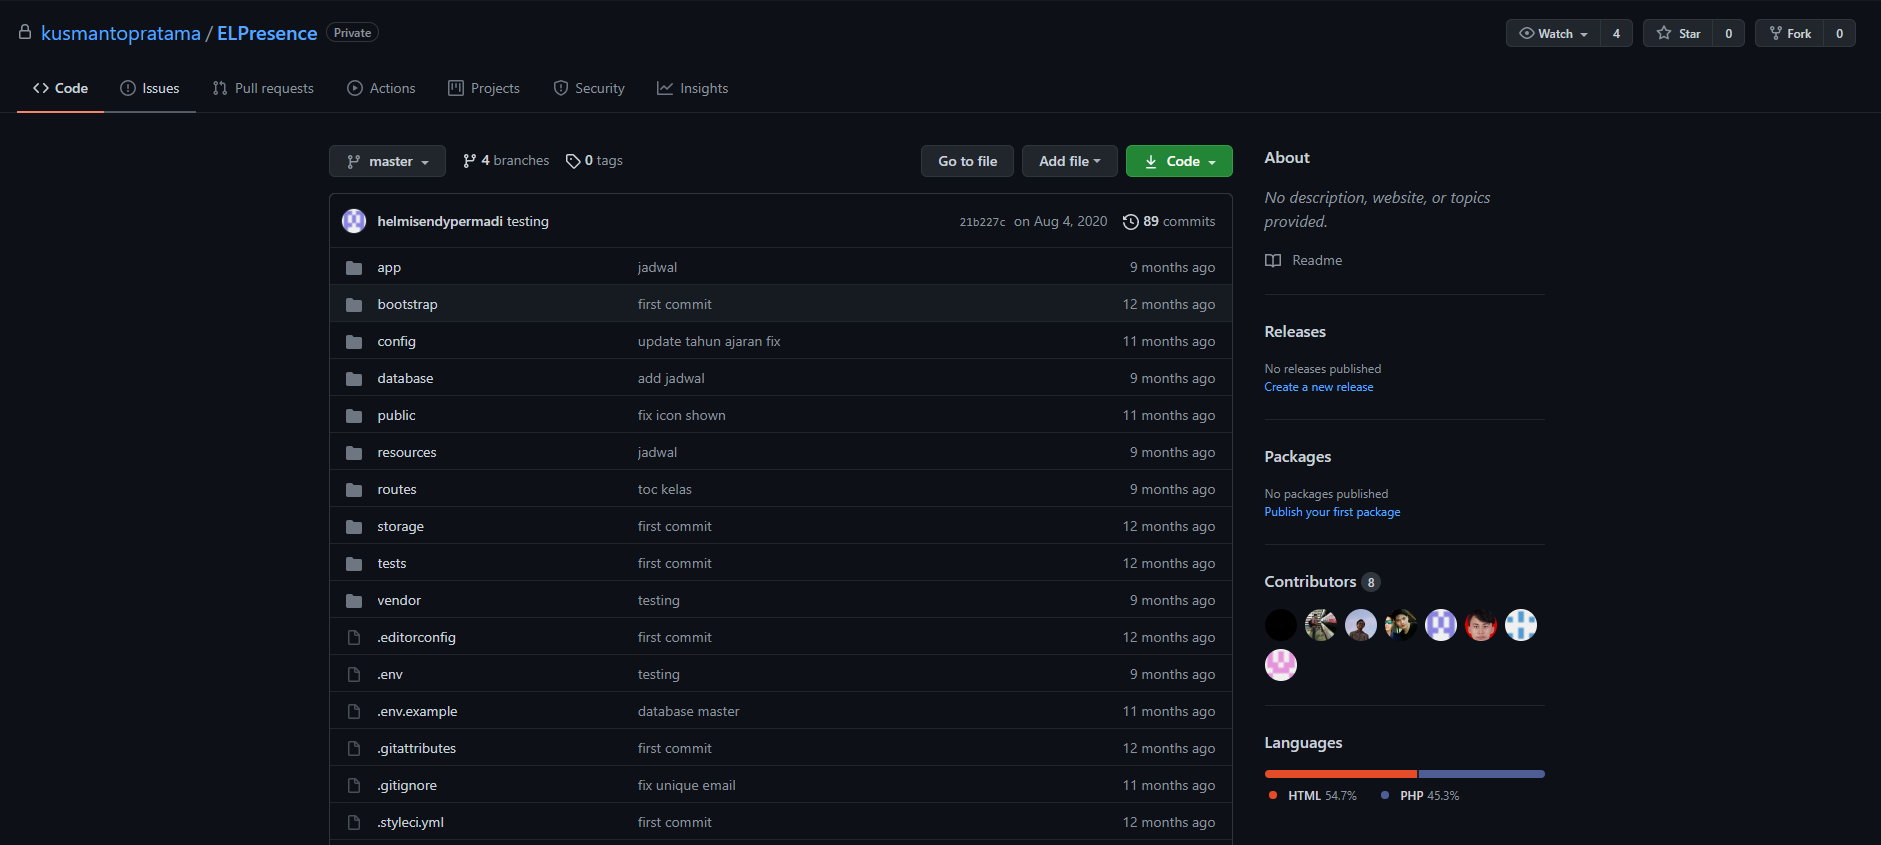 kusmantopratama / ELPresence Private
Watch 4 Star 0 Fork 0
Code Issues Pull requests Actions Projects Security Insights
master 4 branches 0 tags Go to file Add file Code
helmisendypermadi testing 21b227c on Aug 4, 2020 89 commits
app jadwal 9 months ago
bootstrap first commit 12 months ago
config update tahun ajaran fix 11 months ago
database add jadwal 9 months ago
public fix icon shown 11 months ago
resources jadwal 9 months ago
routes toc kelas 9 months ago
storage first commit 12 months ago
tests first commit 12 months ago
vendor testing 9 months ago
.editorconfig first commit 12 months ago
.env testing 9 months ago
.env.example database master 11 months ago
.gitattributes first commit 12 months ago
.gitignore fix unique email 11 months ago
.styleci.yml first commit 12 months ago
About
No description, website, or topics
provided.
Readme
Releases
No releases published
Create a new release
Packages
No packages published
Publish your first package
Contributors 8
Languages
HTML 54.7% PHP 45.3%